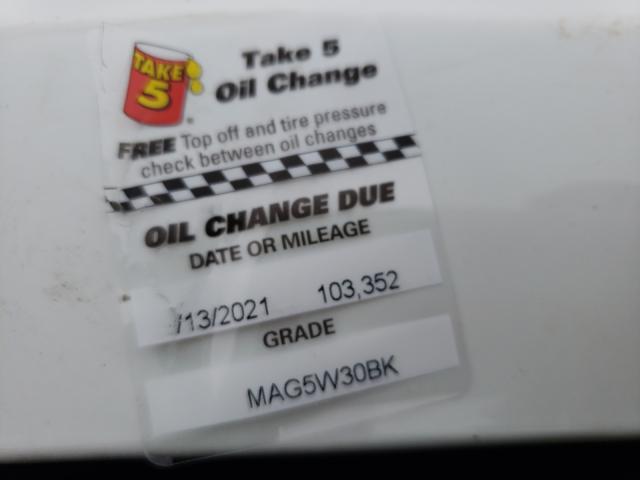 TAKE
5
Take 5
Oil Change
FREE Top off and tire pressure
check between oil changes
OIL CHANGE DUE
DATE OR MILEAGE
/13/2021 103,352
GRADE
MAG5W30BK